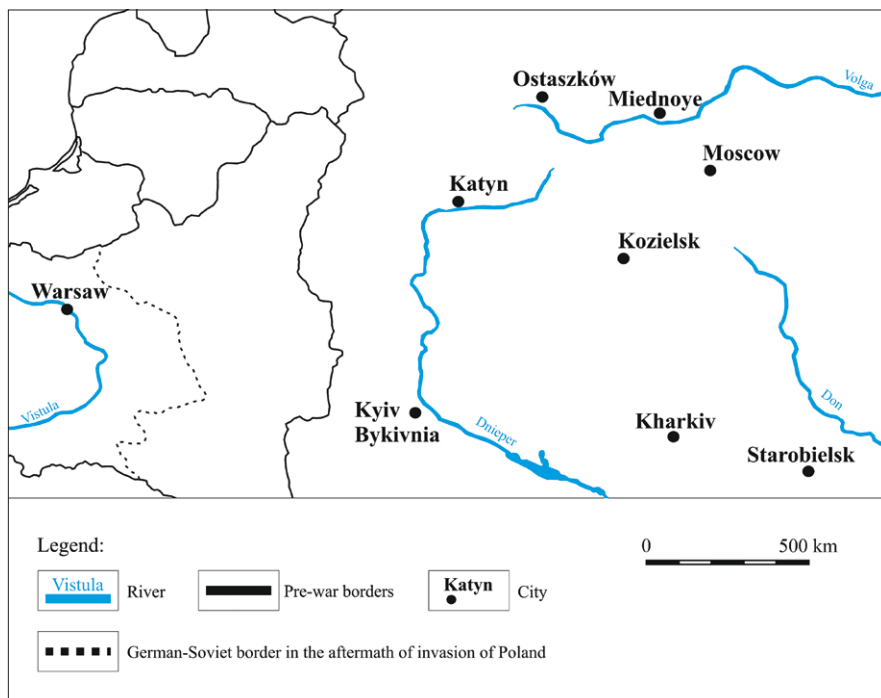 Ostaszków
Miednoye
Volga
Moscow
Katyn
Kozielsk
Warsaw
Vistula
Kyiv
Bykivnia
Dnieper
Kharkiv
Don
Starobielsk
Legend:
0 500 km
Vistula River
Pre-war borders
Katyn City
German-Soviet border in the aftermath of invasion of Poland